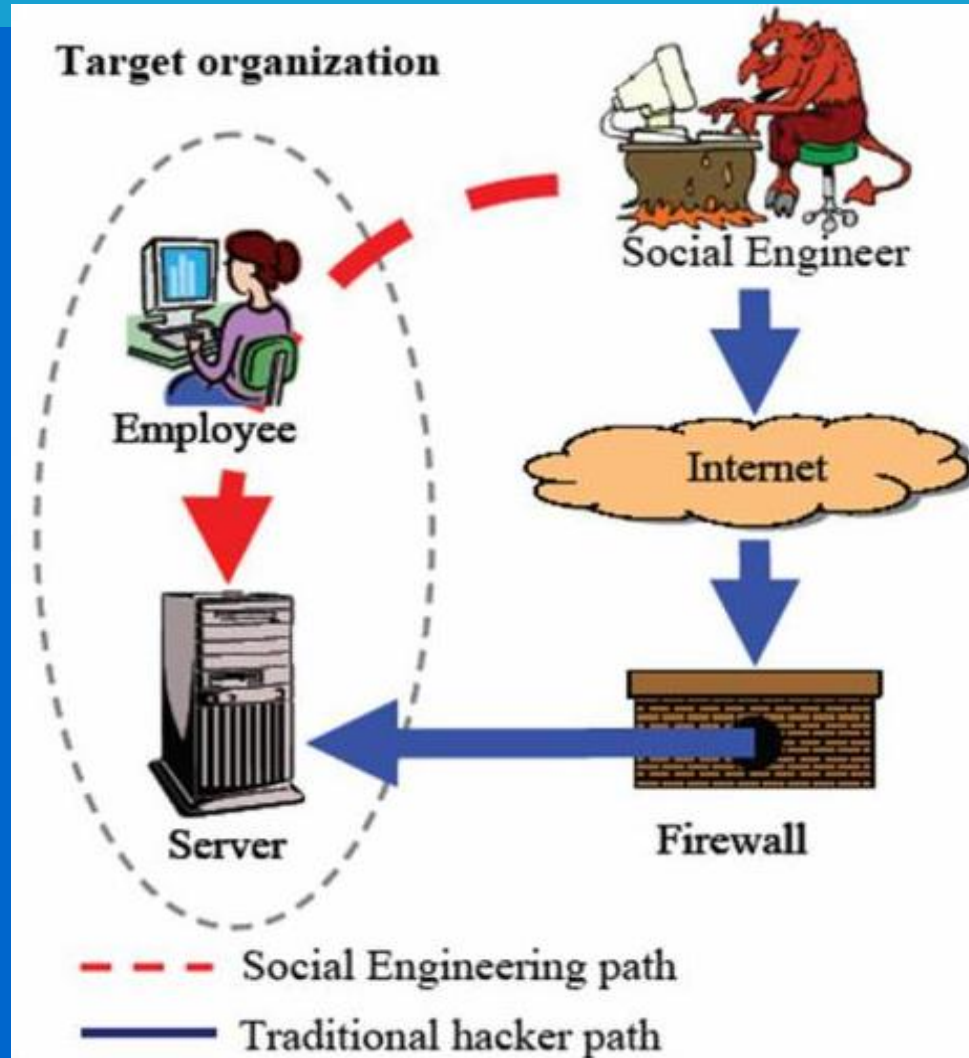 Target organization
Social Engineer
Employee
Internet
Server
Firewall
Social Engineering path
Traditional hacker path